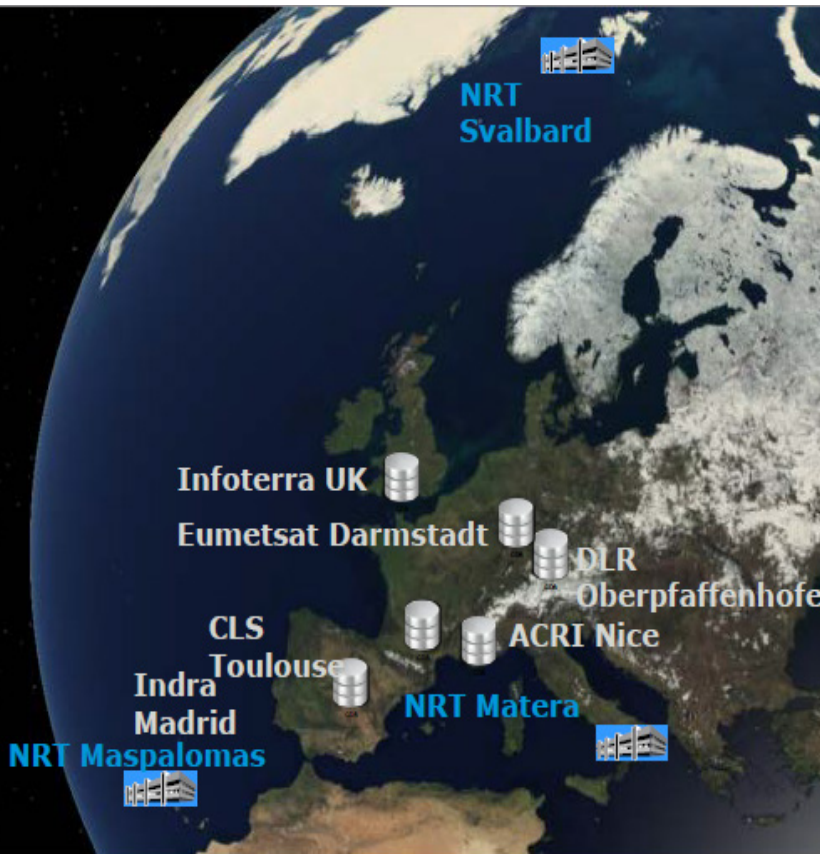 NRT
Svalbard
Infoterra UK
Eumetsat Darmstadt
DLR
Oberpfaffenhofe
CLS
Toulouse
ACRI Nice
Indra
Madrid
NRT Matera
NRT Maspalomas